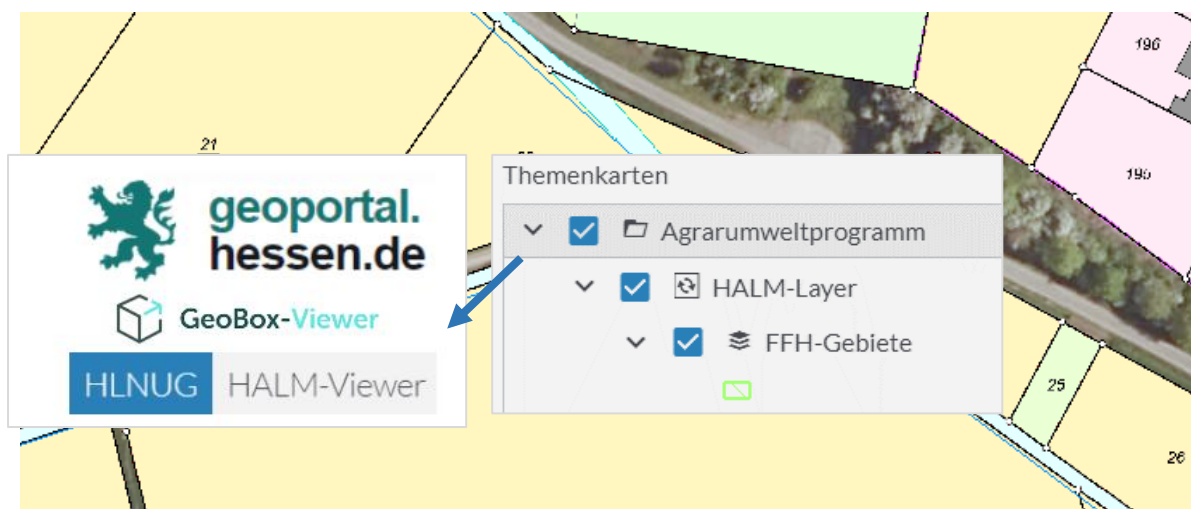 196
21
195
geoportal.
hessen.de
GeoBox-Viewer
HLNUG HALM-Viewer
Themenkarten
Agrarumweltprogramm
HALM-Layer
FFH-Gebiete
25
26